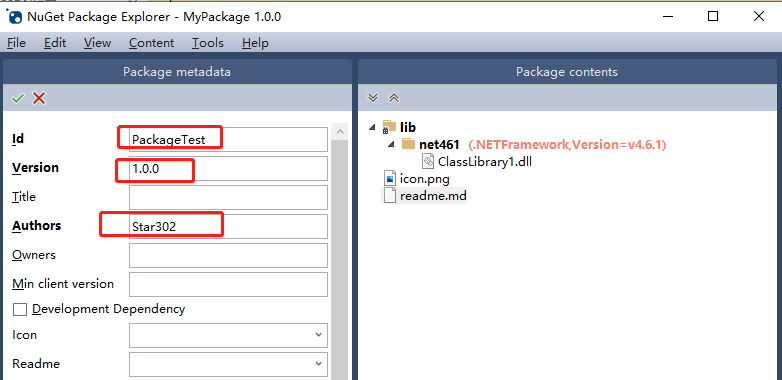 NuGet Package Explorer - MyPackage 1.0.0
File Edit View Content Tools Help
Package metadata
Id PackageTest
Version 1.0.0
Title
Authors Star302
Owners
Min client version
Development Dependency
Icon
Readme
Package contents
lib
net461 (.NETFramework,Version=v4.6.1)
ClassLibrary1.dll
icon.png
readme.md